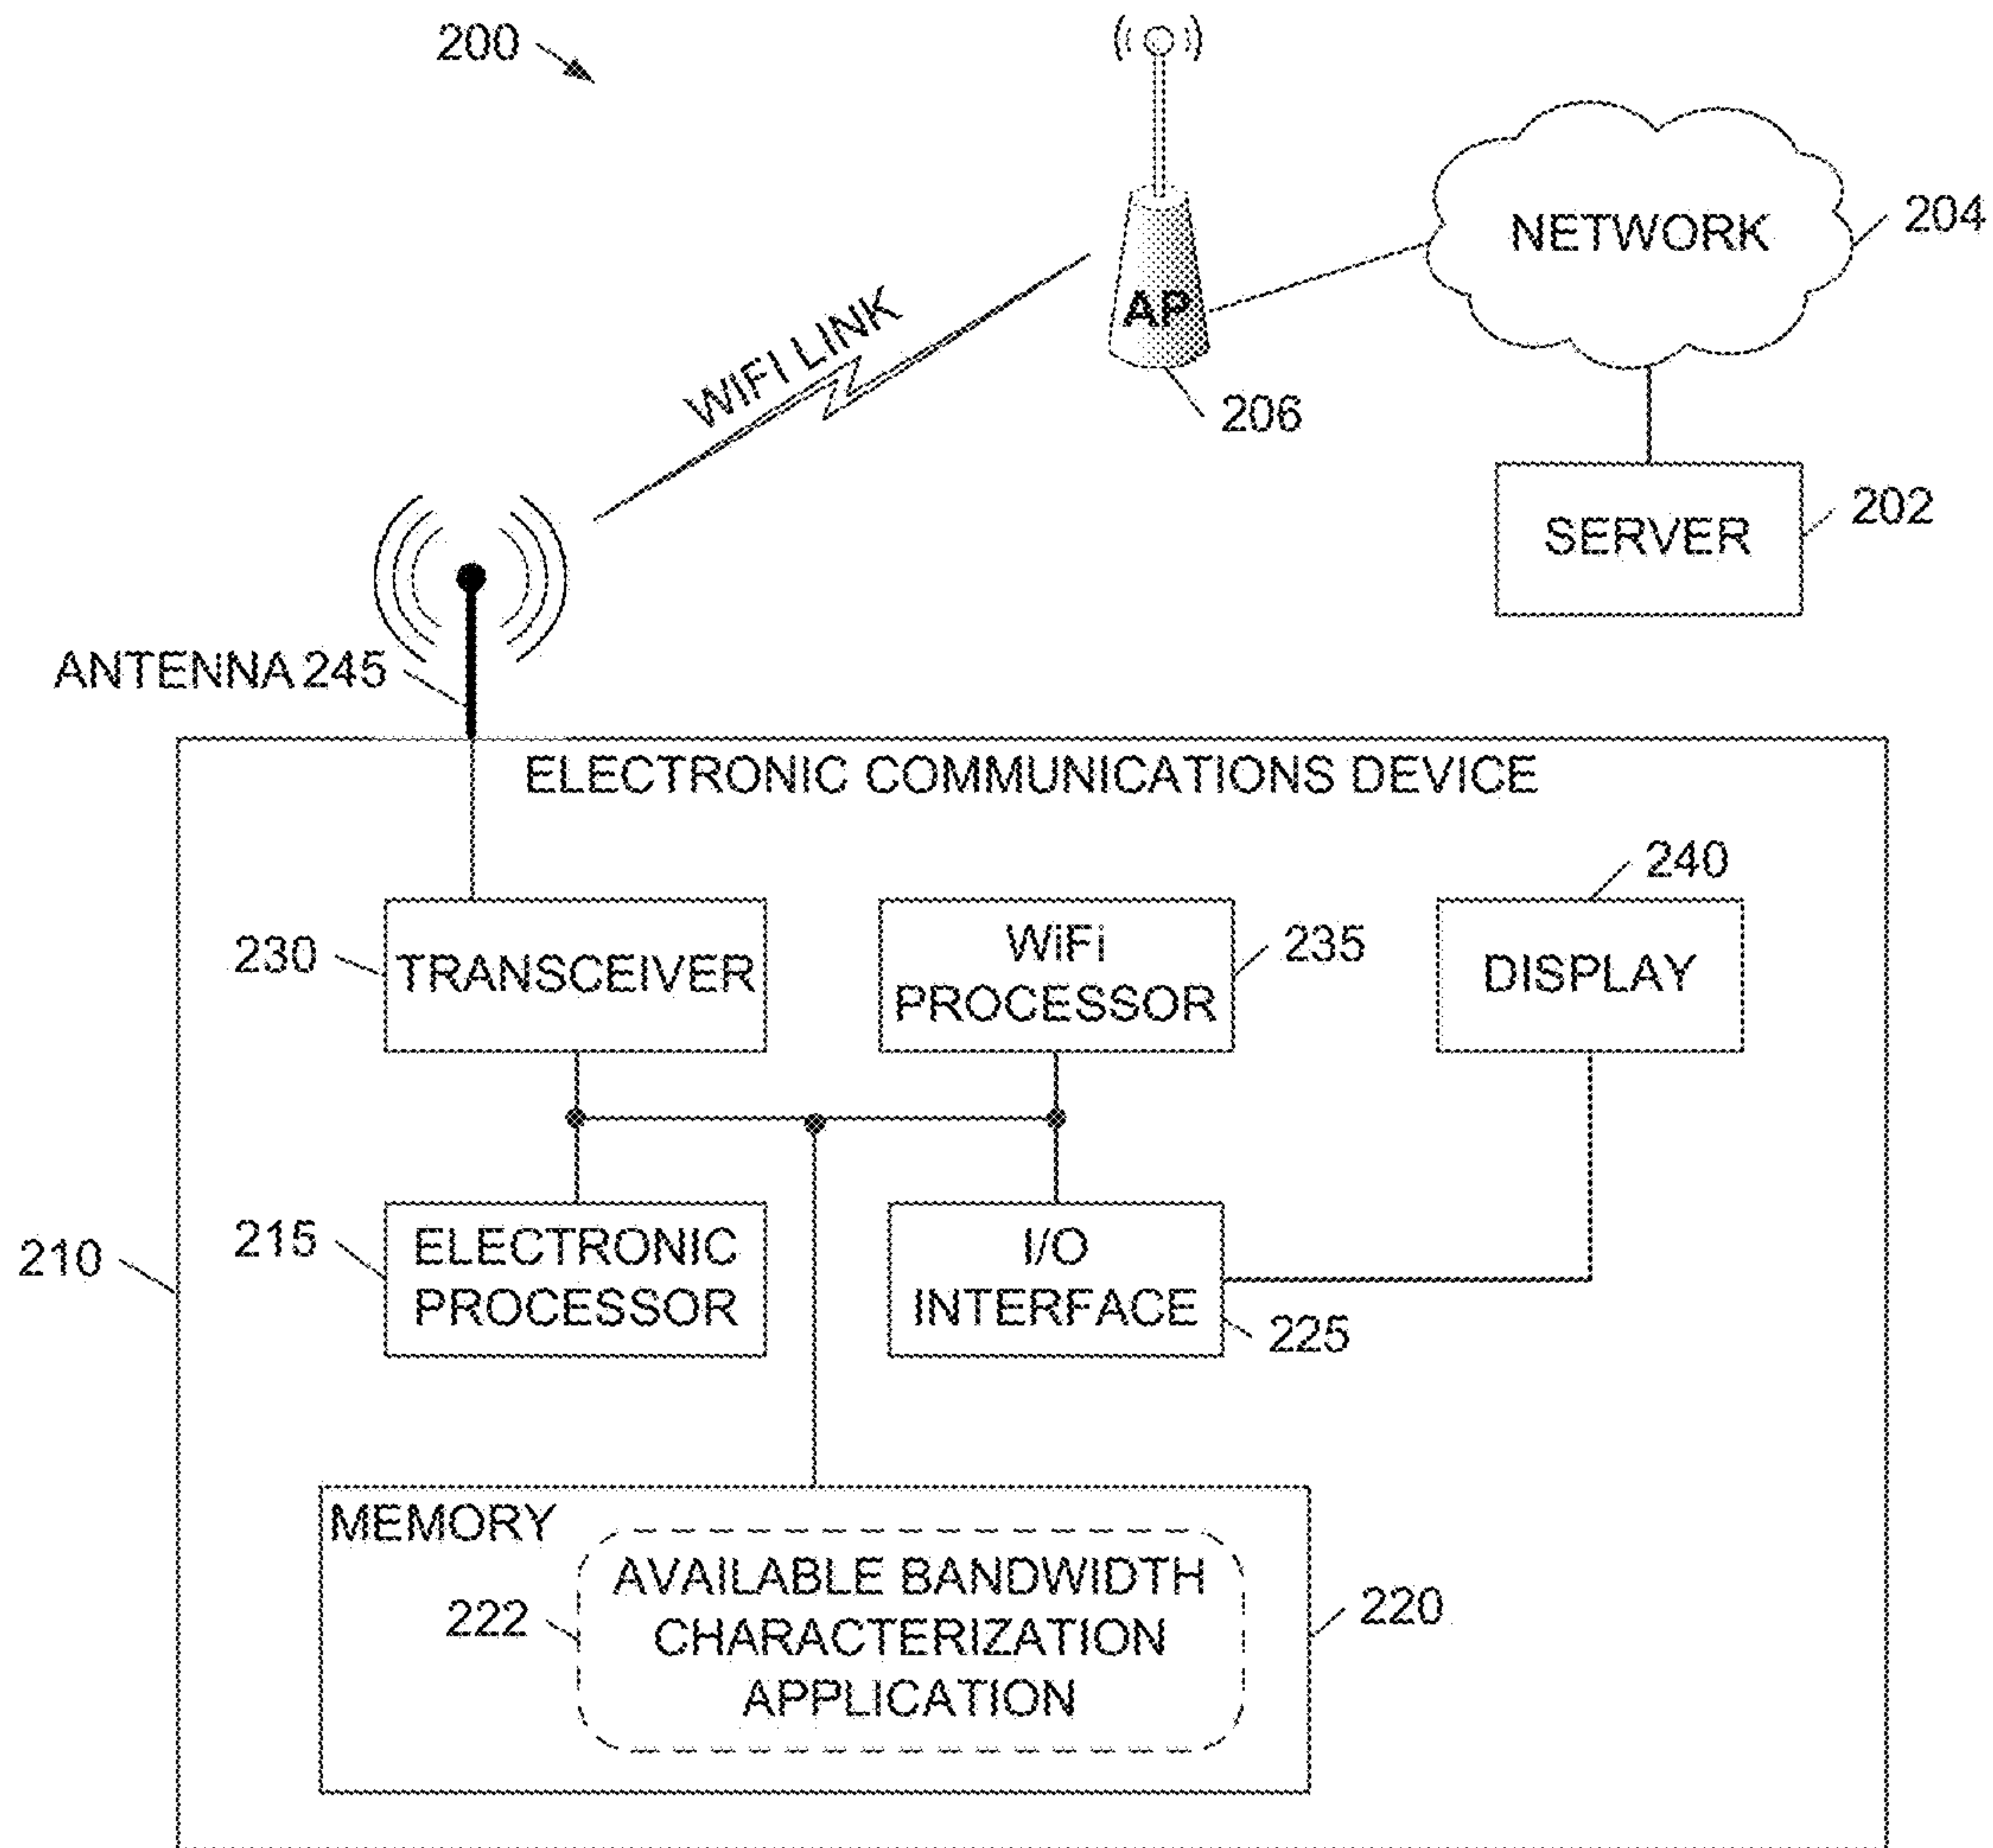 200
NETWORK
204
AP
WIFI LINK
206
SERVER
202
ANTENNA 245
ELECTRONIC COMMUNICATIONS DEVICE
240
230
TRANSCEIVER
WiFi
PROCESSOR
235
DISPLAY
210
215
ELECTRONIC
PROCESSOR
I/O
INTERFACE
225
MEMORY
222
AVAILABLE BANDWIDTH
CHARACTERIZATION
APPLICATION
220